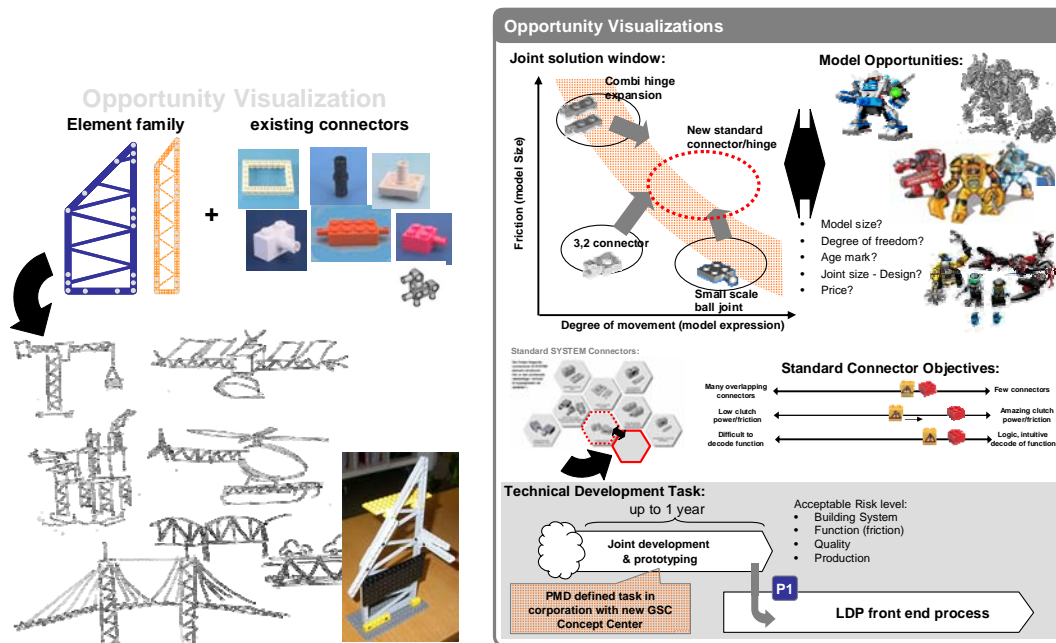 Opportunity Visualization
Element family
existing connectors
+
Opportunity Visualizations
Joint solution window:
Model Opportunities:
Friction (model Size)
Combi hinge
expansion
New standard
connector/hinge
3,2 connector
Small scale
ball joint
Degree of movement (model expression)
• Model size?
• Degree of freedom?
• Age mark?
• Joint size - Design?
• Price?
Standard SYSTEM Connectors:
Standard Connector Objectives:
Many overlapping
connectors
Few connectors
Low clutch
power/friction
Amazing clutch
power/friction
Difficult to
decode function
Logic, intuitive
decode of function
Technical Development Task:
up to 1 year
Joint development
& prototyping
PMD defined task in
corporation with new GSC
Concept Center
Acceptable Risk level:
• Building System
• Function (friction)
• Quality
• Production
P1
LDP front end process